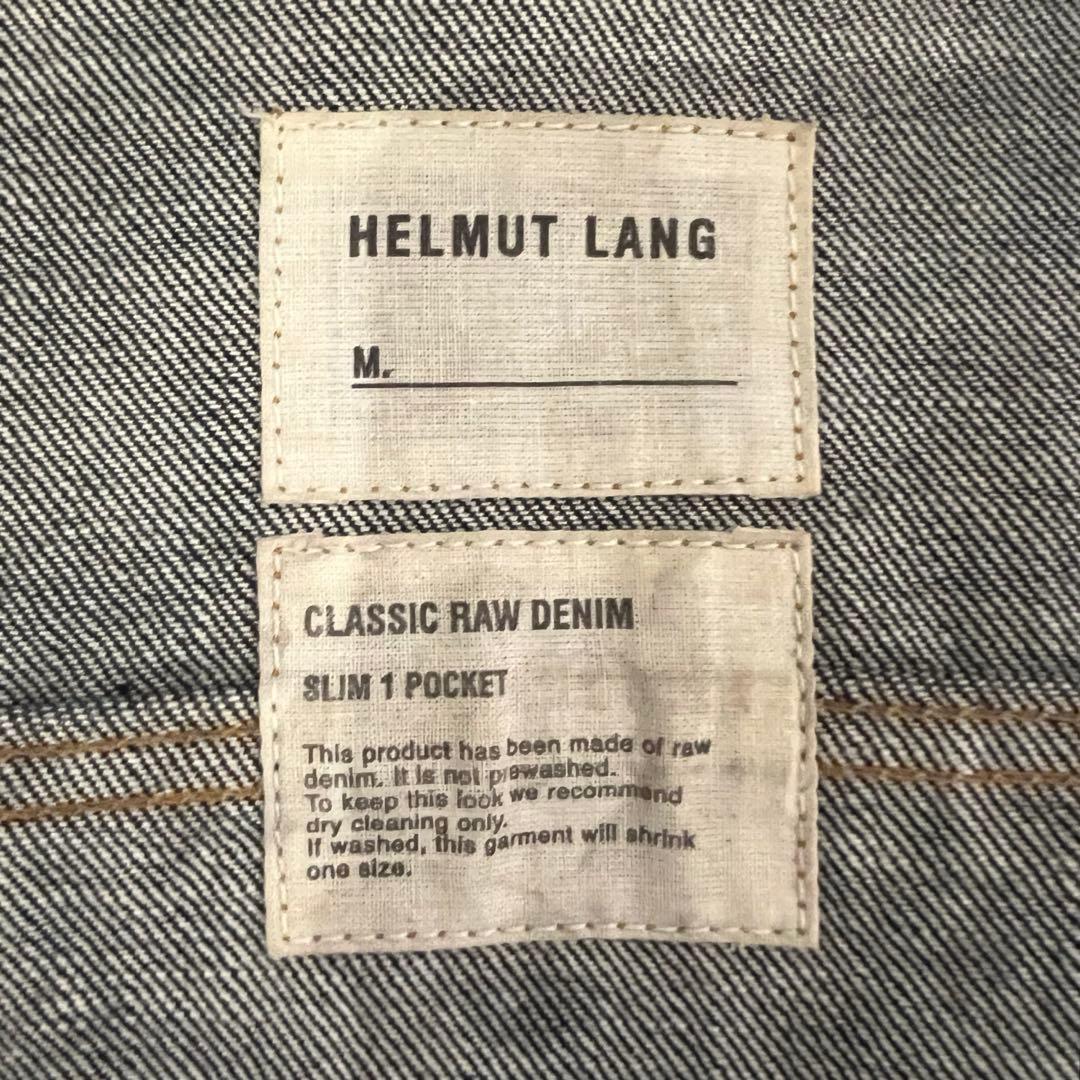 HELMUT LANG
M.
CLASSIC RAW DENIM
SLIM 1 POCKET
This product has been made of raw
denim. It is not prewashed.
To keep this look we recommend
dry cleaning only.
If washed, this garment will shrink
one size.